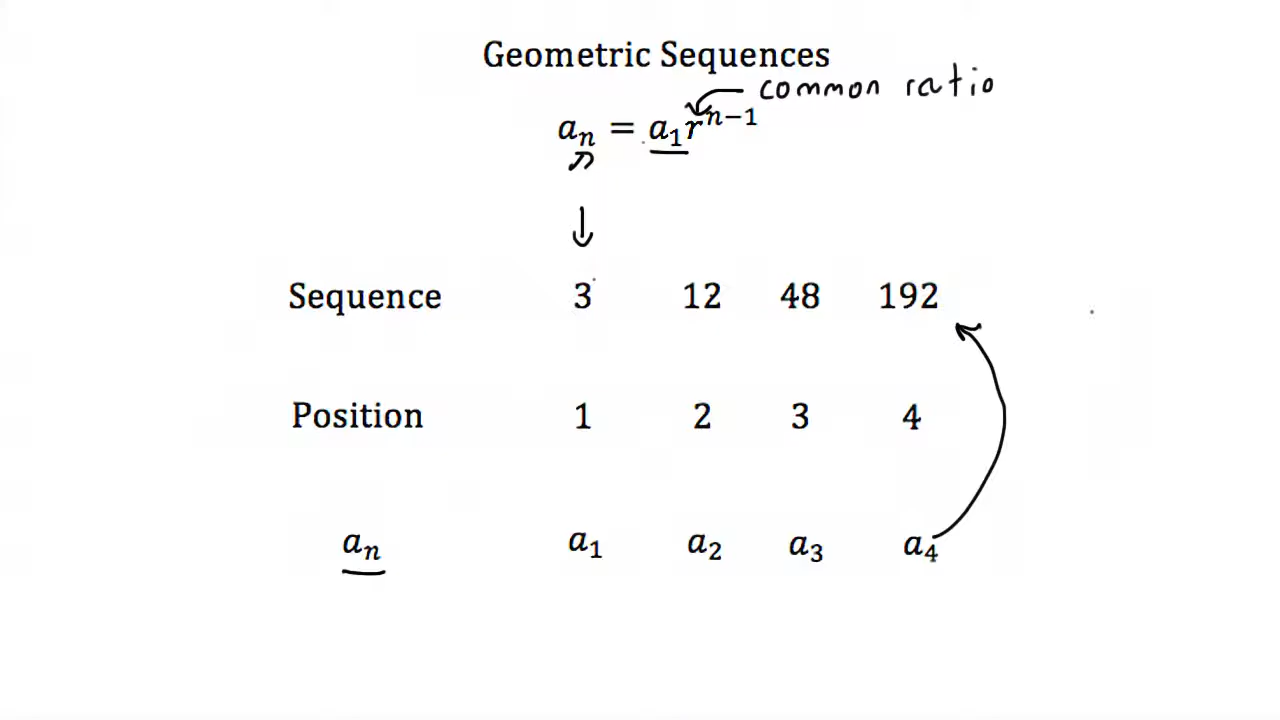 Geometric Sequences
common ratio
aₙ = a₁rⁿ⁻¹
n
Sequence 3 12 48 192
Position 1 2 3 4
aₙ a₁ a₂ a₃ a₄